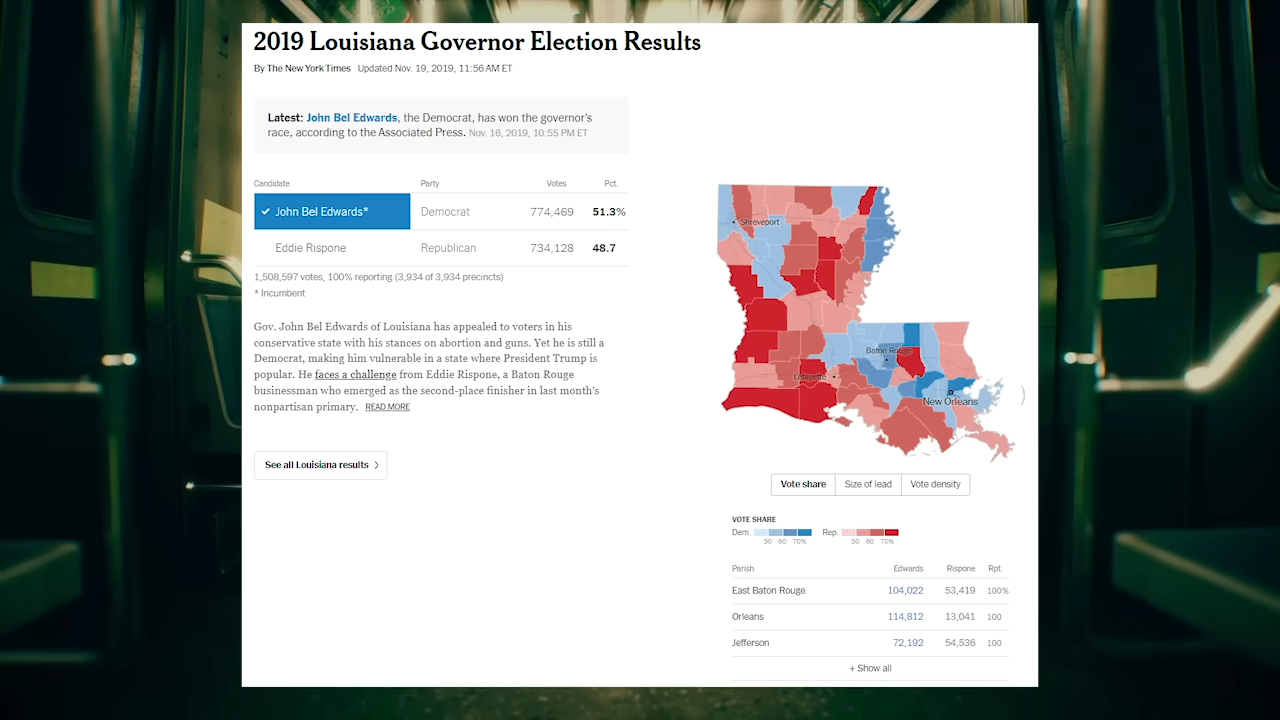 2019 Louisiana Governor Election Results
By The New York Times Updated Nov. 19, 2019, 11:56 AM ET
Latest: John Bel Edwards, the Democrat, has won the governor's
race, according to the Associated Press. Nov. 16, 2019, 10:55 PM ET
Candidate Party Votes Pct.
✓ John Bel Edwards* Democrat 774,469 51.3%
Eddie Rispone Republican 734,128 48.7
1,508,597 votes, 100% reporting (3,934 of 3,934 precincts)
* Incumbent
Gov. John Bel Edwards of Louisiana has appealed to voters in his
conservative state with his stances on abortion and guns. Yet he is still a
Democrat, making him vulnerable in a state where President Trump is
popular. He faces a challenge from Eddie Rispone, a Baton Rouge
businessman who emerged as the second-place finisher in last month's
nonpartisan primary. READ MORE
See all Louisiana results
Shreveport
Baton Rouge
Lafayette
New Orleans
Vote share Size of lead Vote density
VOTE SHARE
Dem. Rep.
50 60 70% 50 60 70%
Parish Edwards Rispone Rpt.
East Baton Rouge 104,022 53,419 100%
Orleans 114,812 13,041 100
Jefferson 72,192 54,536 100
+ Show all